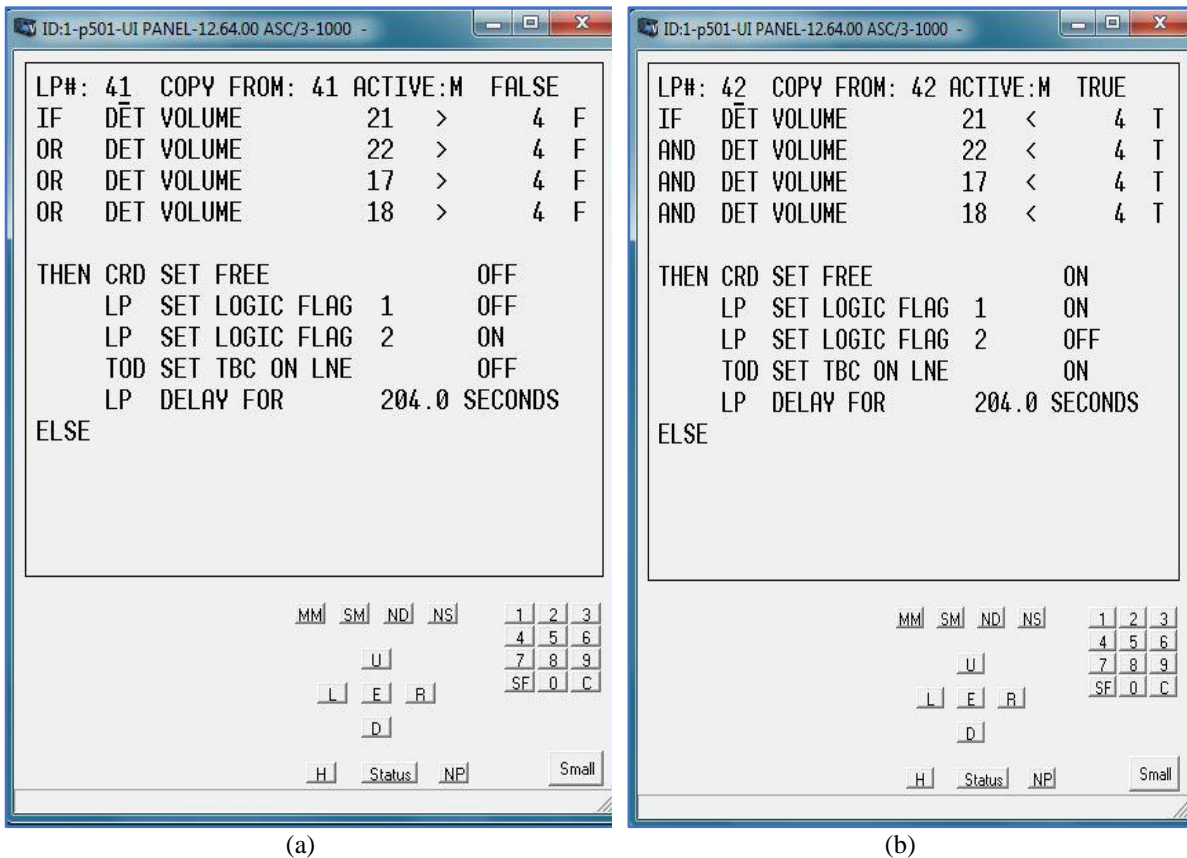 ID:1-p501-UI PANEL-12.64.00 ASC/3-1000 -
LP#: 41 COPY FROM: 41 ACTIVE:M FALSE
IF DET VOLUME 21 > 4 F
OR DET VOLUME 22 > 4 F
OR DET VOLUME 17 > 4 F
OR DET VOLUME 18 > 4 F
THEN CRD SET FREE OFF
LP SET LOGIC FLAG 1 OFF
LP SET LOGIC FLAG 2 ON
TOD SET TBC ON LNE OFF
LP DELAY FOR 204.0 SECONDS
ELSE
MM SM ND NS 1 2 3
4 5 6
U 7 8 9
L E R SF 0 C
D
H Status NP Small
(a)
ID:1-p501-UI PANEL-12.64.00 ASC/3-1000 -
LP#: 42 COPY FROM: 42 ACTIVE:M TRUE
IF DET VOLUME 21 < 4 T
AND DET VOLUME 22 < 4 T
AND DET VOLUME 17 < 4 T
AND DET VOLUME 18 < 4 T
THEN CRD SET FREE ON
LP SET LOGIC FLAG 1 ON
LP SET LOGIC FLAG 2 OFF
TOD SET TBC ON LNE ON
LP DELAY FOR 204.0 SECONDS
ELSE
MM SM ND NS 1 2 3
4 5 6
U 7 8 9
L E R SF 0 C
D
H Status NP Small
(b)